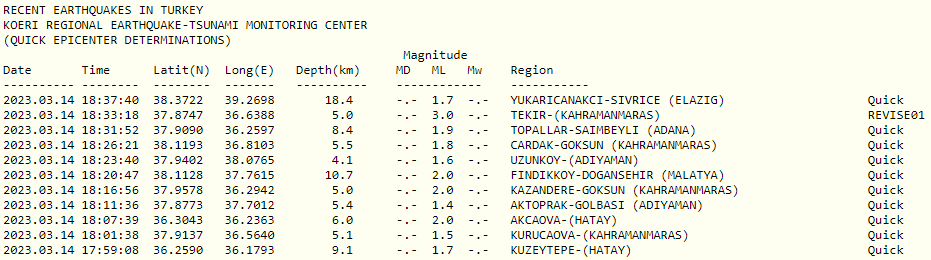 RECENT EARTHQUAKES IN TURKEY
KOERI REGIONAL EARTHQUAKE-TSUNAMI MONITORING CENTER
(QUICK EPICENTER DETERMINATIONS)
Magnitude
Date Time Latit(N) Long(E) Depth(km) MD ML Mw Region
---------- -------- -------- ------- ---------- ------------ -----------
2023.03.14 18:37:40 38.3722 39.2698 18.4 -.- 1.7 -.- YUKARICANAKCI-SIVRICE (ELAZIG) Quick
2023.03.14 18:33:18 37.8747 36.6388 5.0 -.- 3.0 -.- TEKIR-(KAHRAMANMARAS) REVISE01
2023.03.14 18:31:52 37.9090 36.2597 8.4 -.- 1.9 -.- TOPALLAR-SAIMBEYLI (ADANA) Quick
2023.03.14 18:26:21 38.1193 36.8103 5.5 -.- 1.8 -.- CARDAK-GOKSUN (KAHRAMANMARAS) Quick
2023.03.14 18:23:40 37.9402 38.0765 4.1 -.- 1.6 -.- UZUNKOY-(ADIYAMAN) Quick
2023.03.14 18:20:47 38.1128 37.7615 10.7 -.- 2.0 -.- FINDIKKOY-DOGANSEHIR (MALATYA) Quick
2023.03.14 18:16:56 37.9578 36.2942 5.0 -.- 2.0 -.- KAZANDERE-GOKSUN (KAHRAMANMARAS) Quick
2023.03.14 18:11:36 37.8773 37.7012 5.4 -.- 1.4 -.- AKTOPRAK-GOLBASI (ADIYAMAN) Quick
2023.03.14 18:07:39 36.3043 36.2363 6.0 -.- 2.0 -.- AKCAOVA-(HATAY) Quick
2023.03.14 18:01:38 37.9137 36.5640 5.1 -.- 1.5 -.- KURUCAOVA-(KAHRAMANMARAS) Quick
2023.03.14 17:59:08 36.2590 36.1793 9.1 -.- 1.7 -.- KUZEYTEPE-(HATAY) Quick